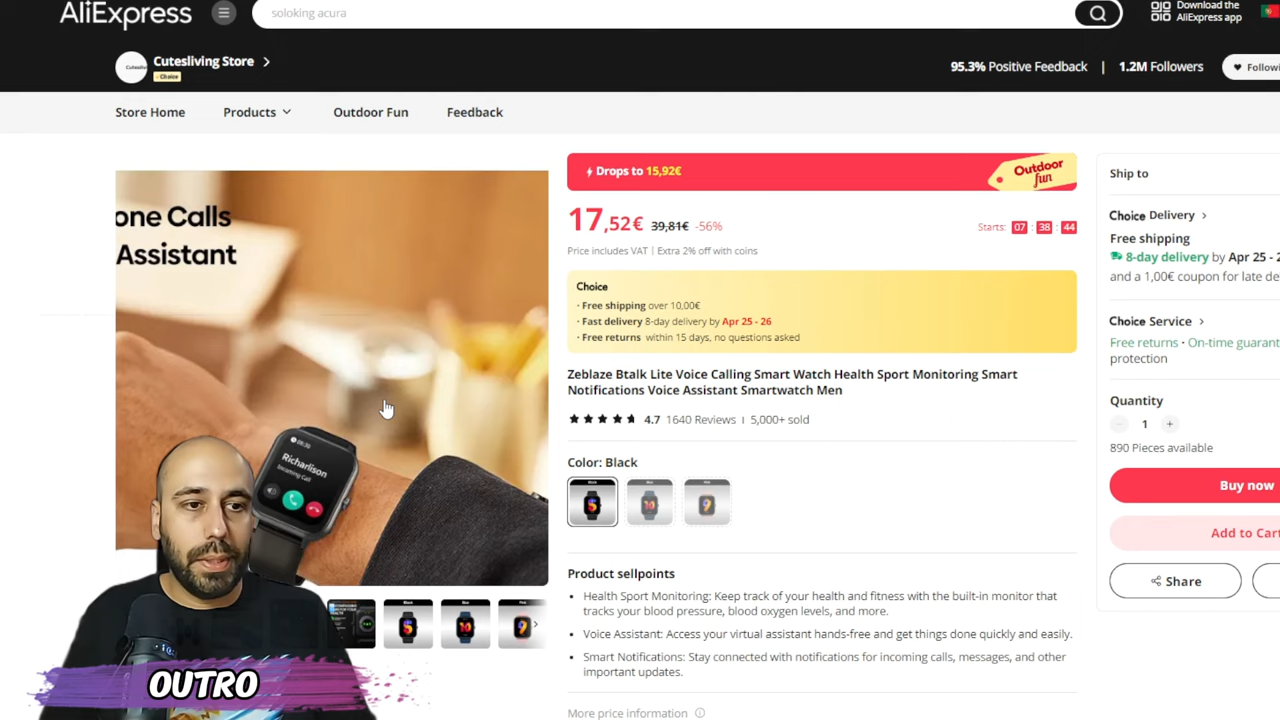 AliExpress
soloking acura
Download the
AliExpress app
Cutesliving Store >
Choice
95.3% Positive Feedback | 1.2M Followers
Store Home
Products
Outdoor Fun
Feedback
one Calls
Assistant
00:30
Richarlison
Incoming Call
OUTRO
Drops to 15,92€
Outdoor
fun
17,52€ 39,81€ -56%
Starts: 07 : 38 : 44
Price includes VAT | Extra 2% off with coins
Choice
· Free shipping over 10,00€
· Fast delivery 8-day delivery by Apr 25 - 26
· Free returns within 15 days, no questions asked
Zeblaze Btalk Lite Voice Calling Smart Watch Health Sport Monitoring Smart
Notifications Voice Assistant Smartwatch Men
4.7 1640 Reviews | 5,000+ sold
Color: Black
Product sellpoints
• Health Sport Monitoring: Keep track of your health and fitness with the built-in monitor that
tracks your blood pressure, blood oxygen levels, and more.
• Voice Assistant: Access your virtual assistant hands-free and get things done quickly and easily.
• Smart Notifications: Stay connected with notifications for incoming calls, messages, and other
important updates.
More price information
Ship to
Choice Delivery >
Free shipping
8-day delivery by Apr 25 - 2
and a 1,00€ coupon for late de
Choice Service >
Free returns · On-time guarant
protection
Quantity
- 1 +
890 Pieces available
Buy now
Add to Cart
Share